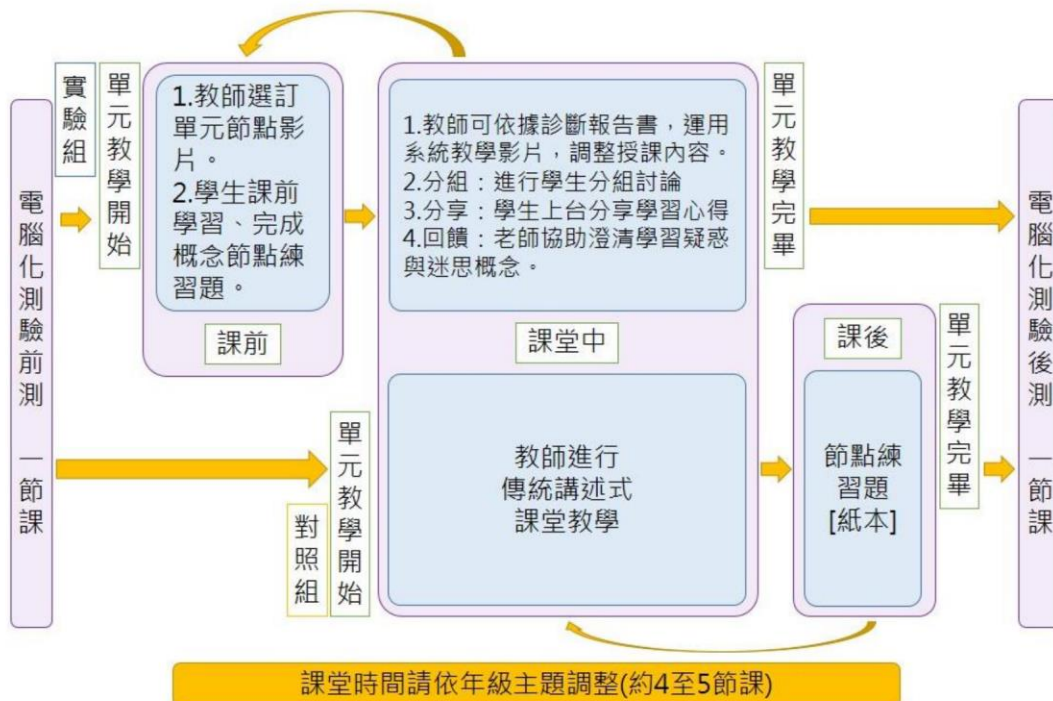 電腦化測驗前測 一節課
實驗組
單元教學開始
1.教師選訂
單元節點影
片。
2.學生課前
學習、完成
概念節點練
習題。
課前
1.教師可依據診斷報告書，運用
系統教學影片，調整授課內容。
2.分組：進行學生分組討論
3.分享：學生上台分享學習心得
4.回饋：老師協助澄清學習疑惑
與迷思概念。
課堂中
單元教學完畢
對照組
單元教學開始
教師進行
傳統講述式
課堂教學
課後
節點練
習題
[紙本]
單元教學完畢
電腦化測驗後測 一節課
課堂時間請依年級主題調整(約4至5節課)